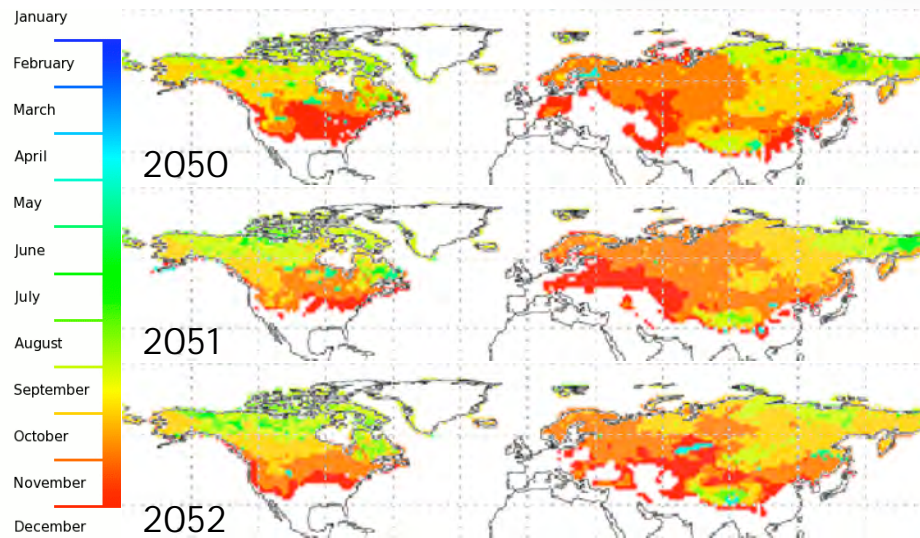 January
February
March
April
May
June
July
August
September
October
November
December
2050
2051
2052